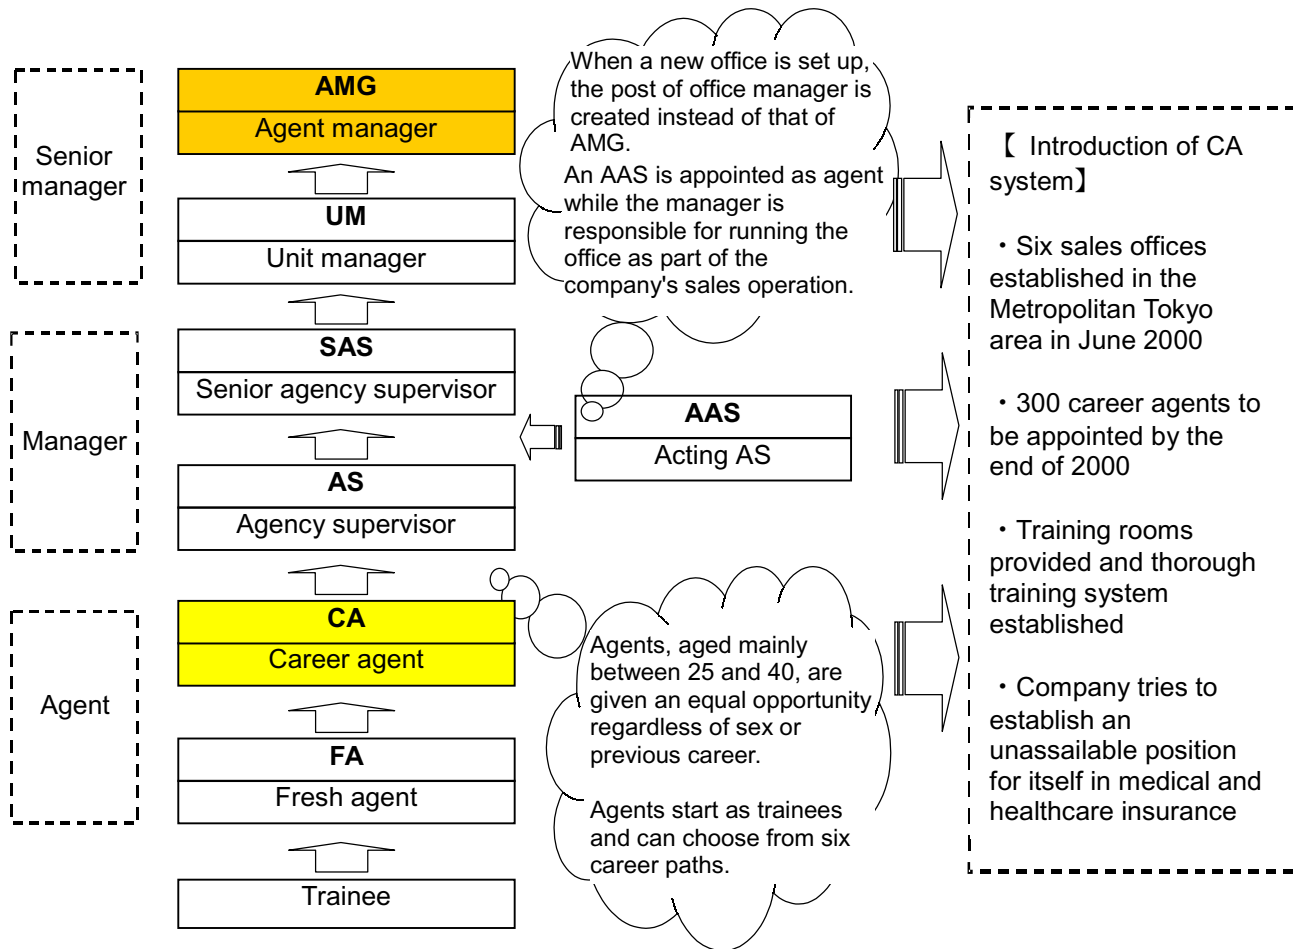 Senior
manager
Manager
Agent
AMG
Agent manager
UM
Unit manager
SAS
Senior agency supervisor
AS
Agency supervisor
CA
Career agent
FA
Fresh agent
Trainee
When a new office is set up,
the post of office manager is
created instead of that of
AMG.
An AAS is appointed as agent
while the manager is
responsible for running the
office as part of the
company's sales operation.
AAS
Acting AS
Agents, aged mainly
between 25 and 40, are
given an equal opportunity
regardless of sex or
previous career.
Agents start as trainees
and can choose from six
career paths.
【 Introduction of CA
system】
・Six sales offices
established in the
Metropolitan Tokyo
area in June 2000
・300 career agents to
be appointed by the
end of 2000
・Training rooms
provided and thorough
training system
established
・Company tries to
establish an
unassailable position
for itself in medical and
healthcare insurance